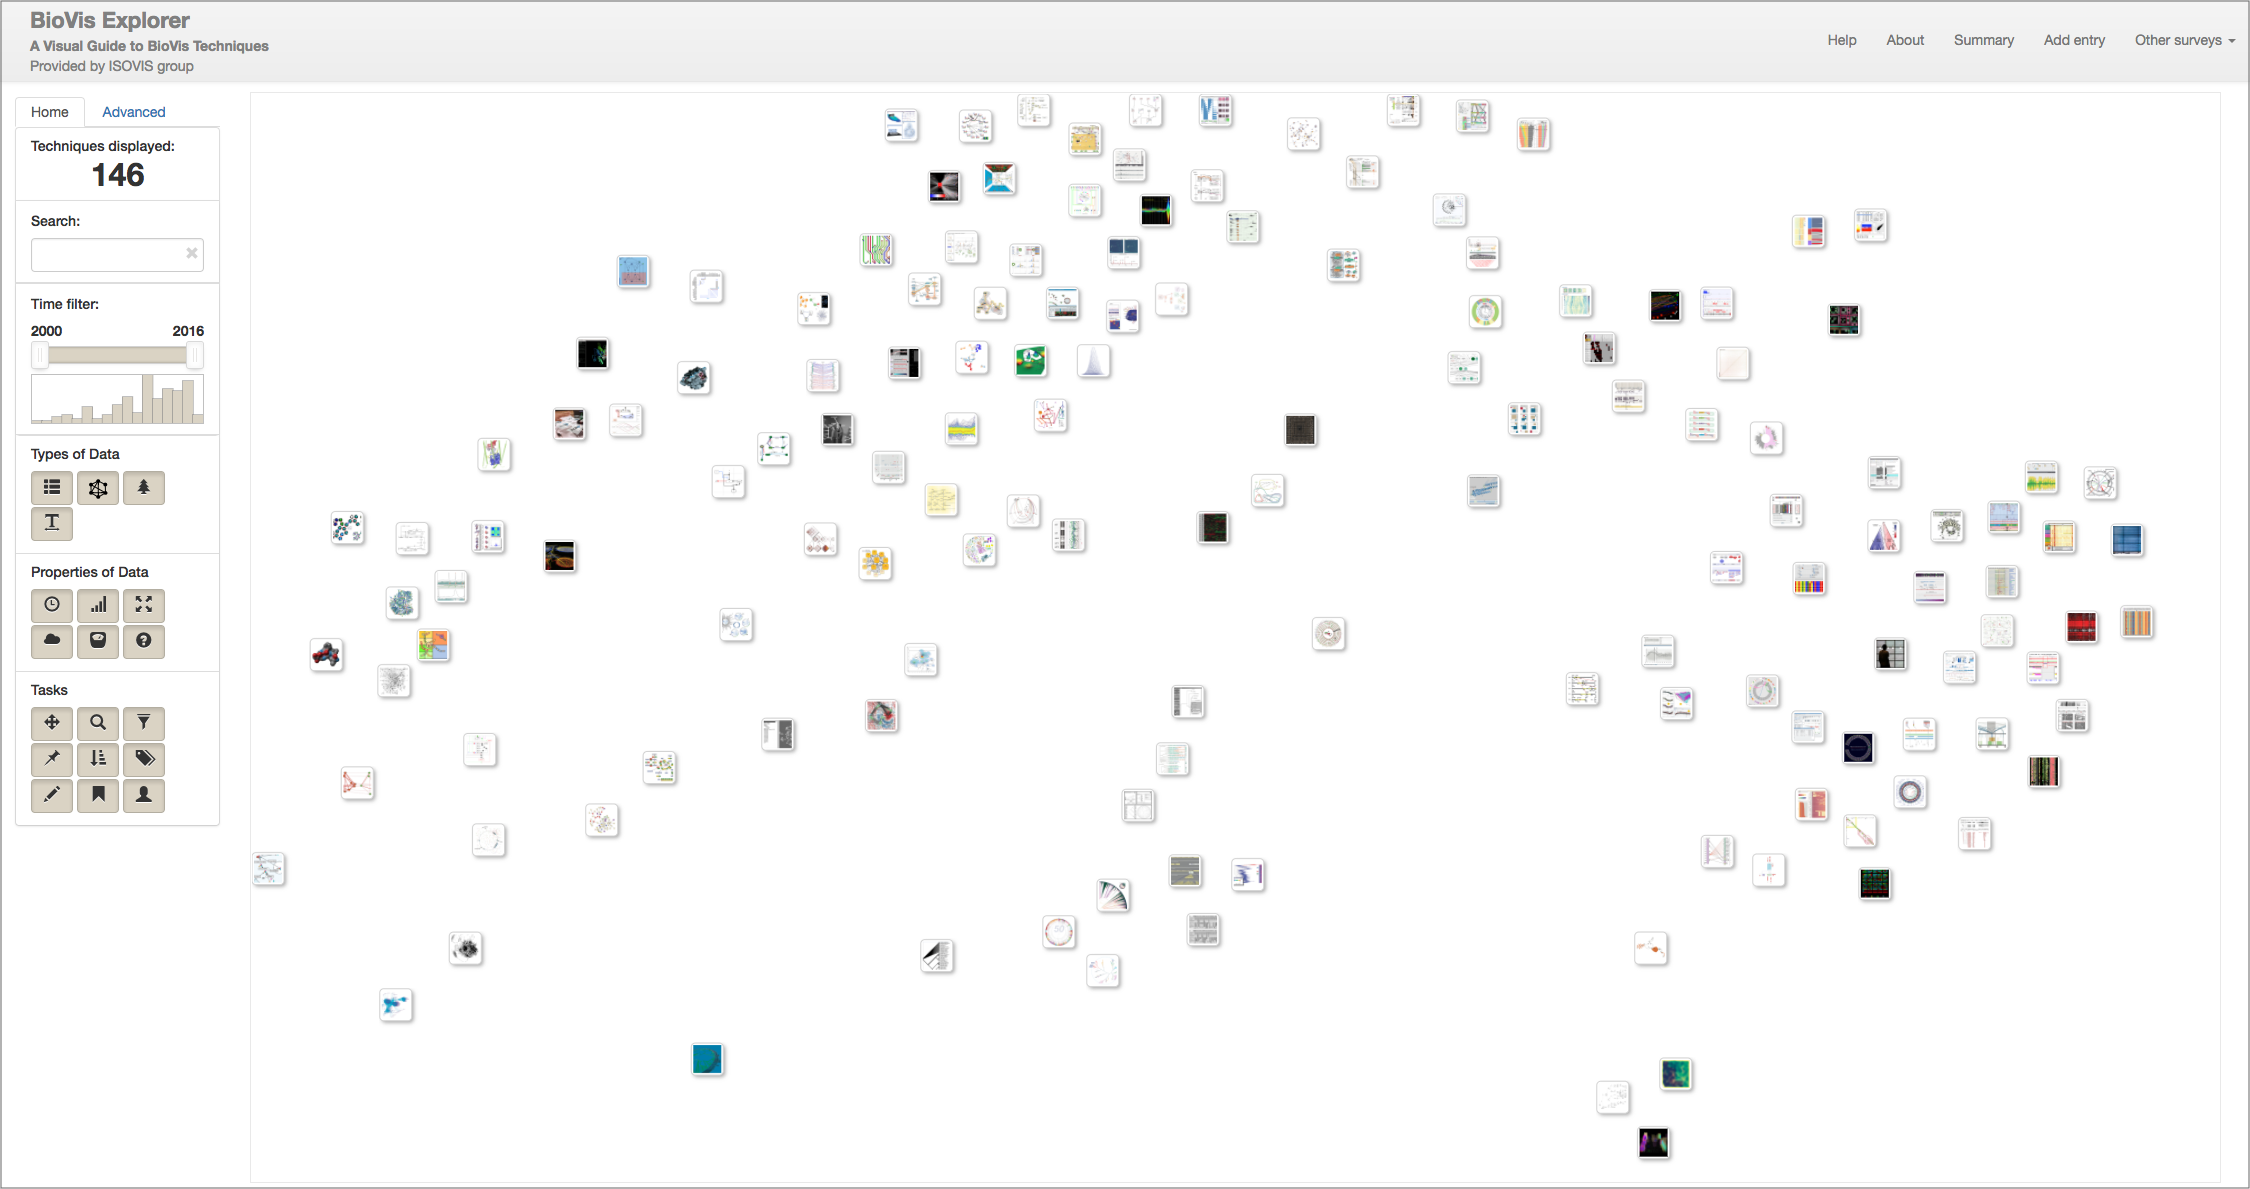 BioVis Explorer
A Visual Guide to BioVis Techniques
Provided by ISOVIS group
Help About Summary Add entry Other surveys
Home Advanced
Techniques displayed:
146
Search:
Time filter:
2000 2016
Types of Data
Properties of Data
Tasks